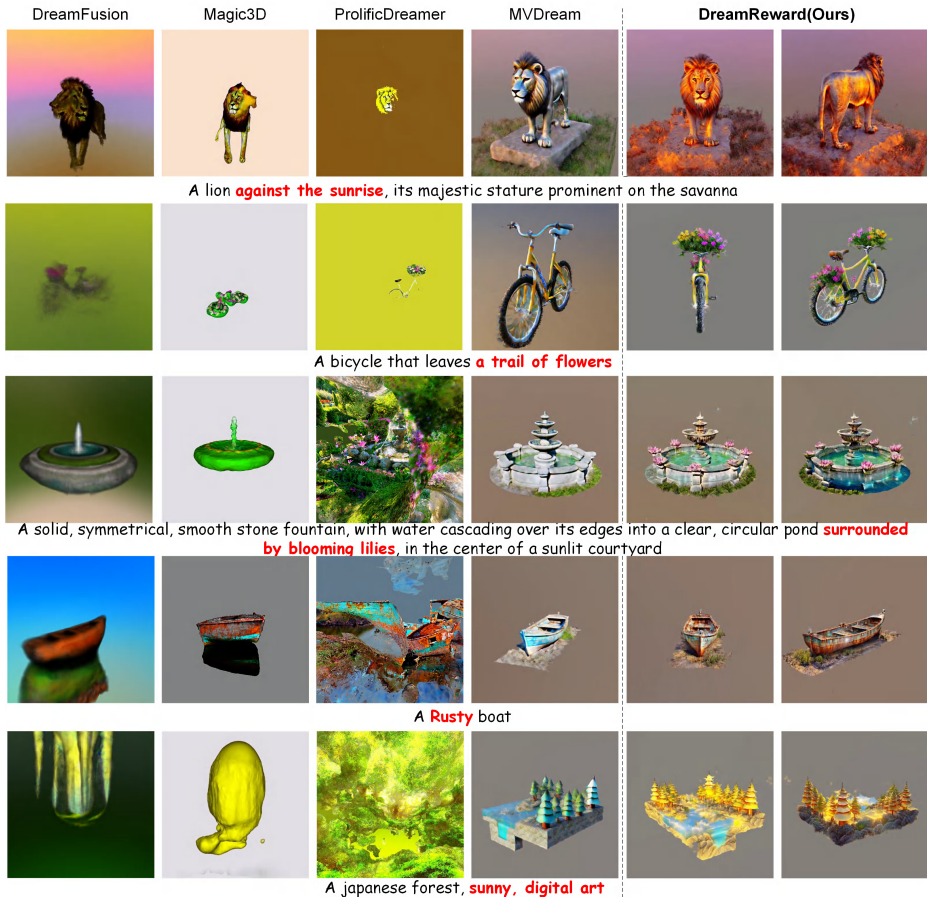 DreamFusion Magic3D ProlificDreamer MVDream DreamReward(Ours)
A lion against the sunrise, its majestic stature prominent on the savanna
A bicycle that leaves a trail of flowers
A solid, symmetrical, smooth stone fountain, with water cascading over its edges into a clear, circular pond surrounded
by blooming lilies, in the center of a sunlit courtyard
A Rusty boat
A japanese forest, sunny, digital art